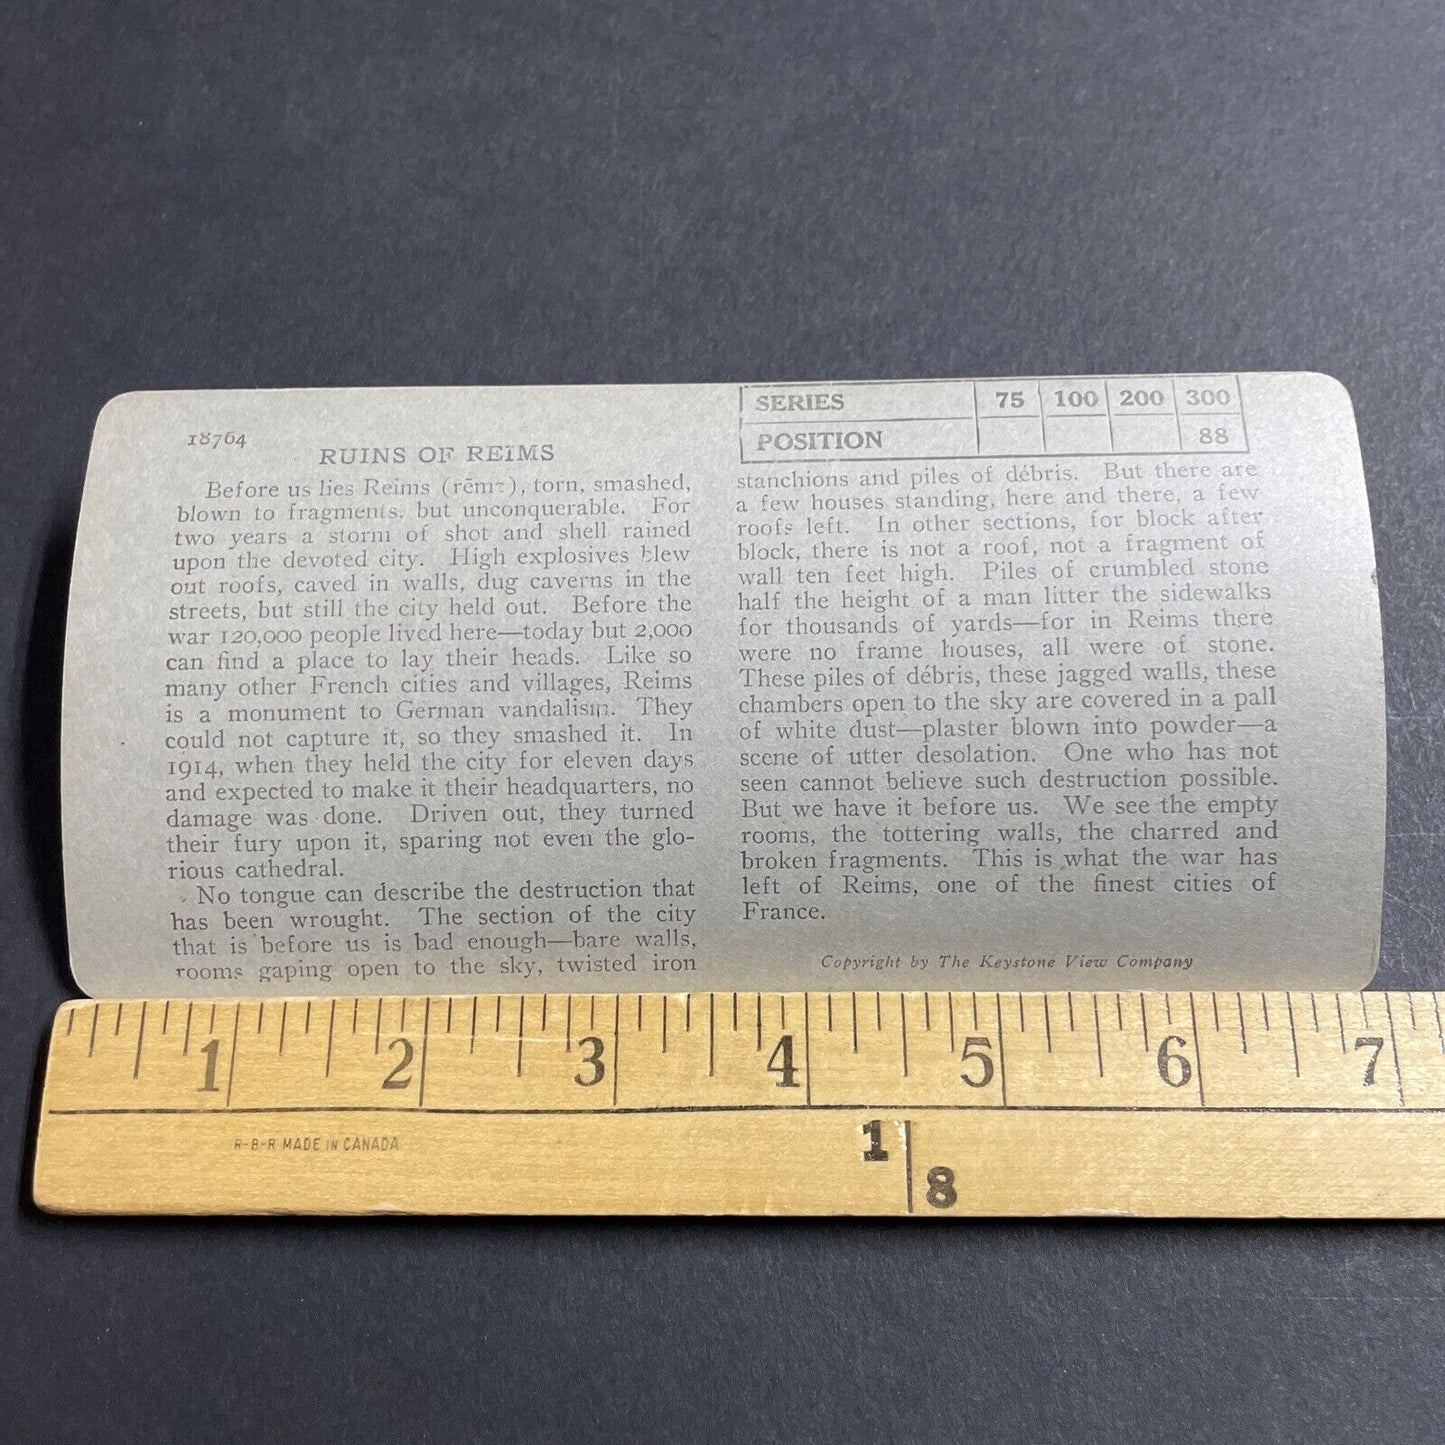 18764
RUINS OF REIMS
Before us lies Reims (rēmz), torn, smashed,
blown to fragments, but unconquerable. For
two years a storm of shot and shell rained
upon the devoted city. High explosives blew
out roofs, caved in walls, dug caverns in the
streets, but still the city held out. Before the
war 120,000 people lived here—today but 2,000
can find a place to lay their heads. Like so
many other French cities and villages, Reims
is a monument to German vandalism. They
could not capture it, so they smashed it. In
1914, when they held the city for eleven days
and expected to make it their headquarters, no
damage was done. Driven out, they turned
their fury upon it, sparing not even the glo-
rious cathedral.
No tongue can describe the destruction that
has been wrought. The section of the city
that is before us is bad enough—bare walls,
rooms gaping open to the sky, twisted iron
SERIES 75 100 200 300
POSITION 88
stanchions and piles of débris. But there are
a few houses standing, here and there, a few
roofs left. In other sections, for block after
block, there is not a roof, not a fragment of
wall ten feet high. Piles of crumbled stone
half the height of a man litter the sidewalks
for thousands of yards—for in Reims there
were no frame houses, all were of stone.
These piles of débris, these jagged walls, these
chambers open to the sky are covered in a pall
of white dust—plaster blown into powder—a
scene of utter desolation. One who has not
seen cannot believe such destruction possible.
But we have it before us. We see the empty
rooms, the tottering walls, the charred and
broken fragments. This is what the war has
left of Reims, one of the finest cities of
France.
Copyright by The Keystone View Company
1 2 3 4 5 6 7
R-B-R MADE IN CANADA
1
8